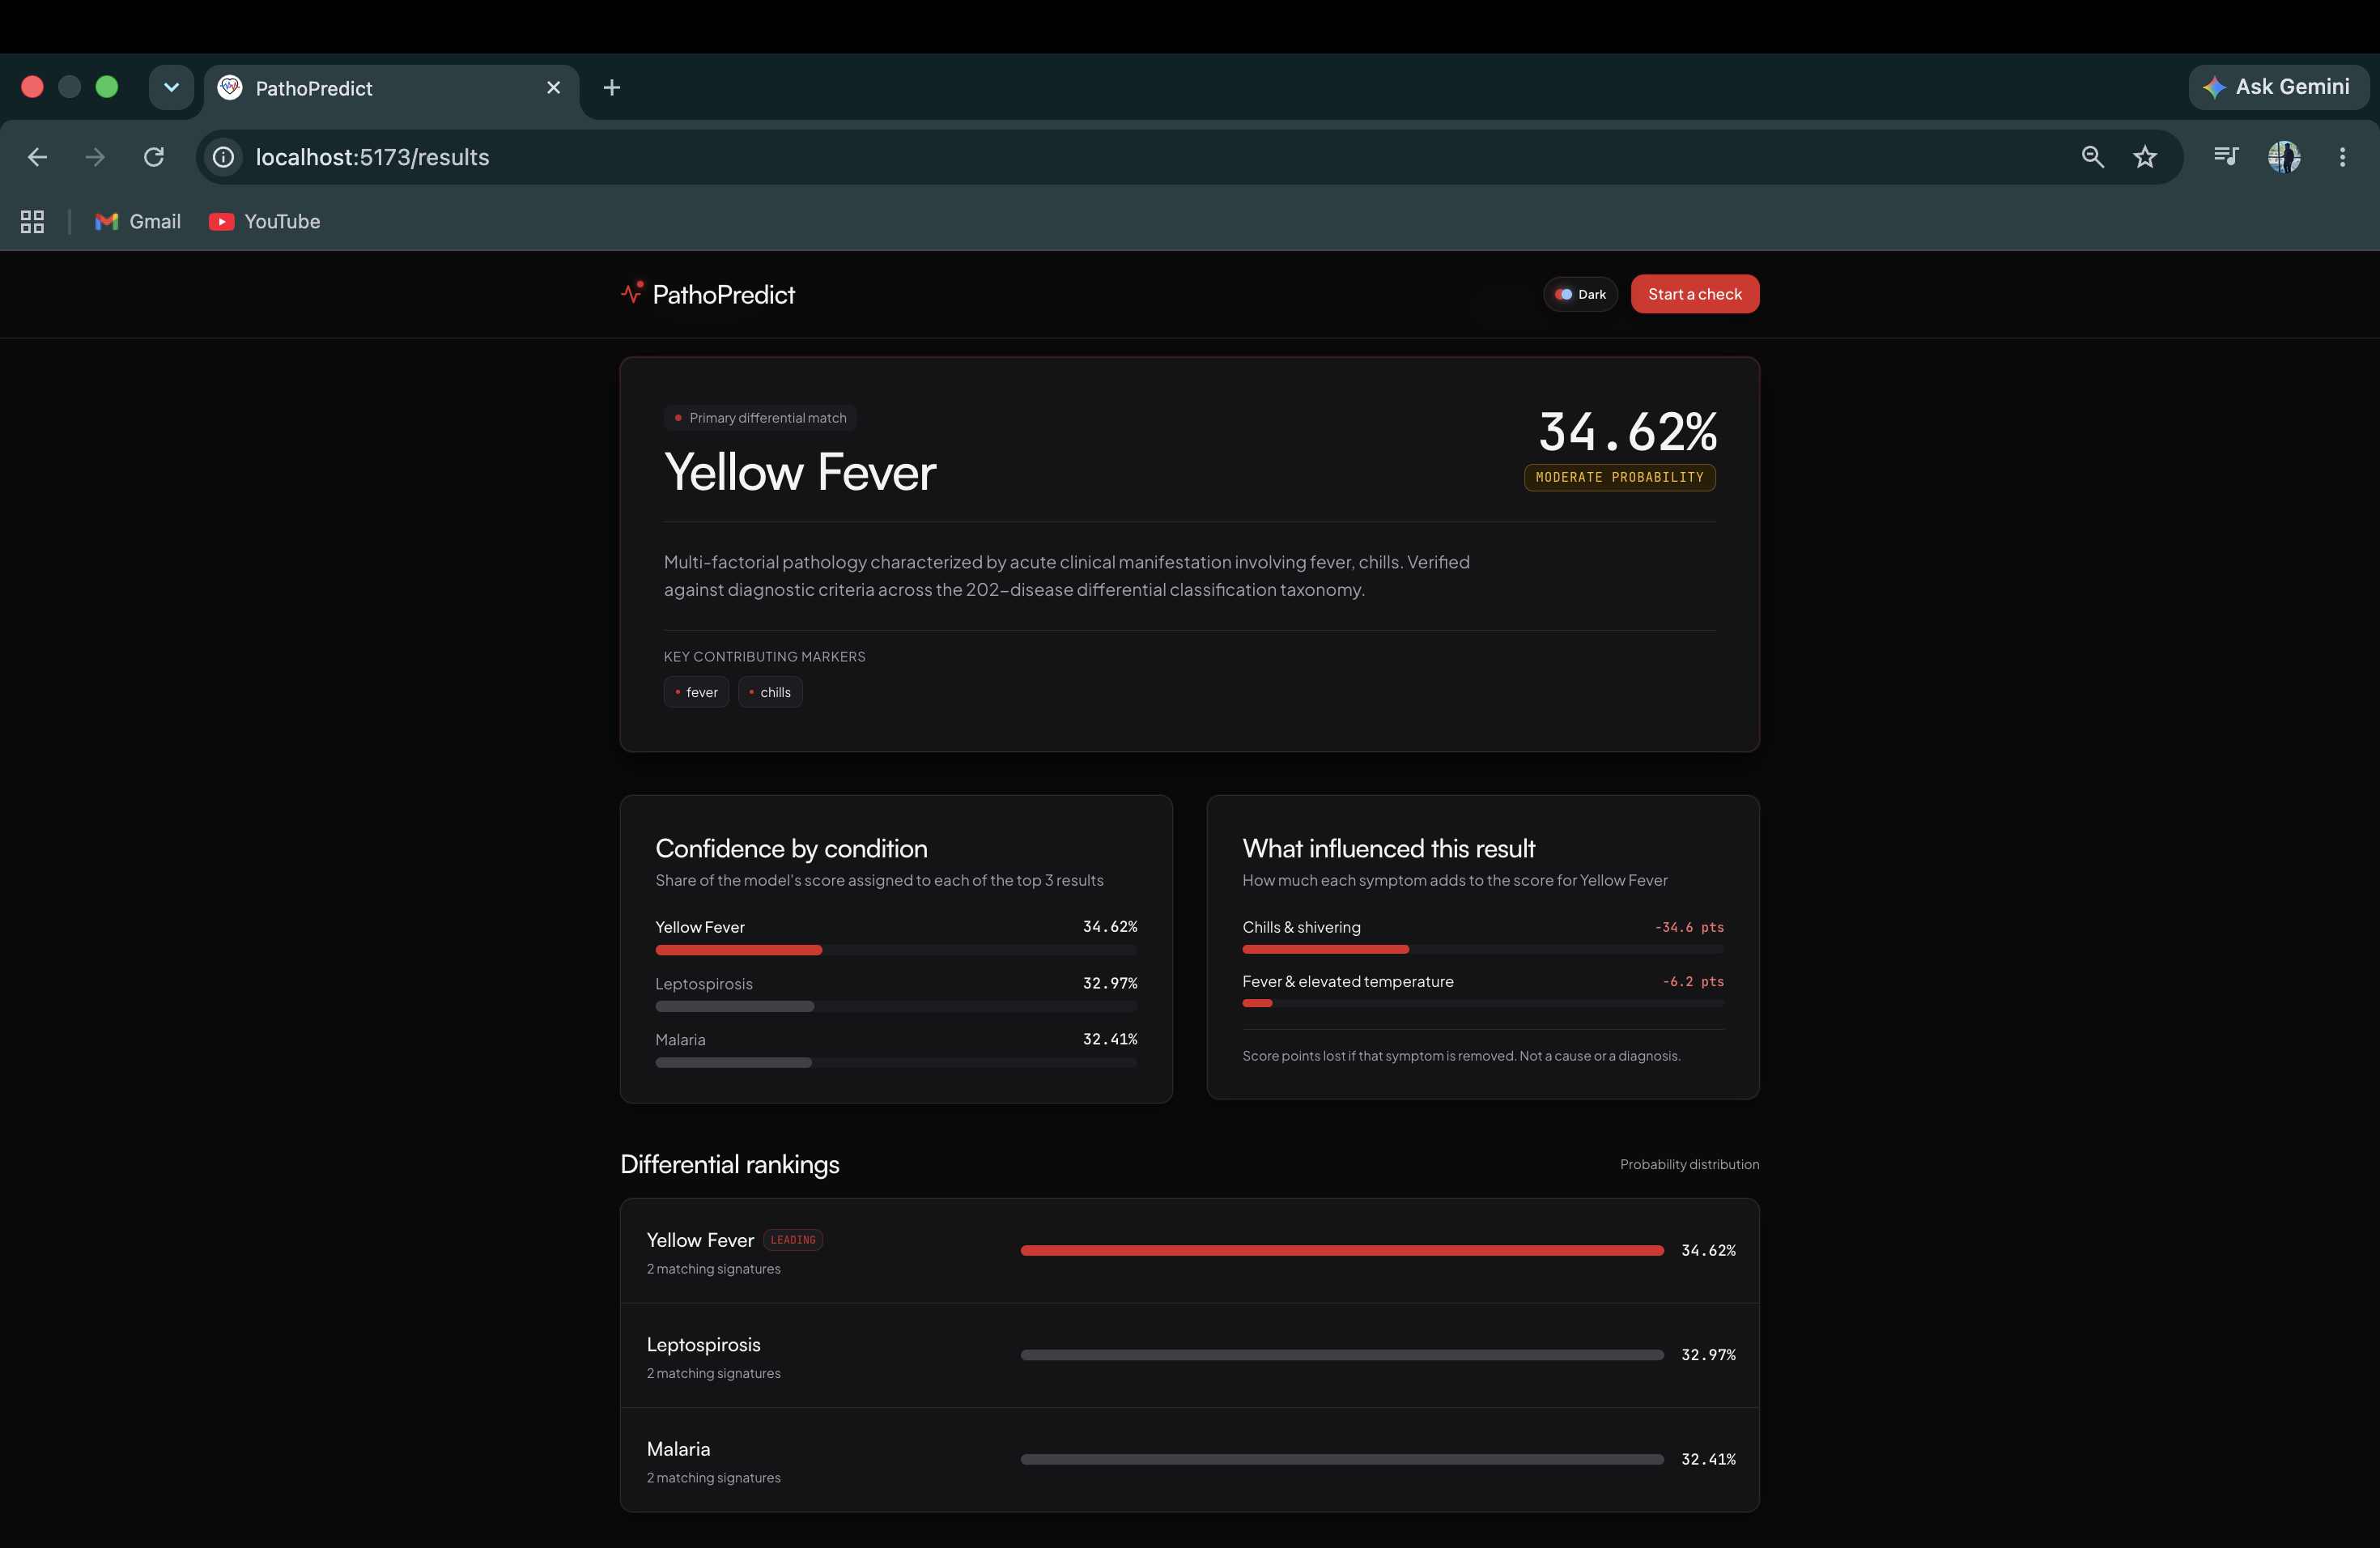 PathoPredict
Ask Gemini
localhost:5173/results
Gmail
YouTube
PathoPredict
Dark
Start a check
Primary differential match
Yellow Fever
34.62%
MODERATE PROBABILITY
Multi-factorial pathology characterized by acute clinical manifestation involving fever, chills. Verified
against diagnostic criteria across the 202–disease differential classification taxonomy.
KEY CONTRIBUTING MARKERS
fever
chills
Confidence by condition
Share of the model's score assigned to each of the top 3 results
Yellow Fever 34.62%
Leptospirosis 32.97%
Malaria 32.41%
What influenced this result
How much each symptom adds to the score for Yellow Fever
Chills & shivering -34.6 pts
Fever & elevated temperature -6.2 pts
Score points lost if that symptom is removed. Not a cause or a diagnosis.
Differential rankings
Probability distribution
Yellow Fever LEADING
2 matching signatures
34.62%
Leptospirosis
2 matching signatures
32.97%
Malaria
2 matching signatures
32.41%